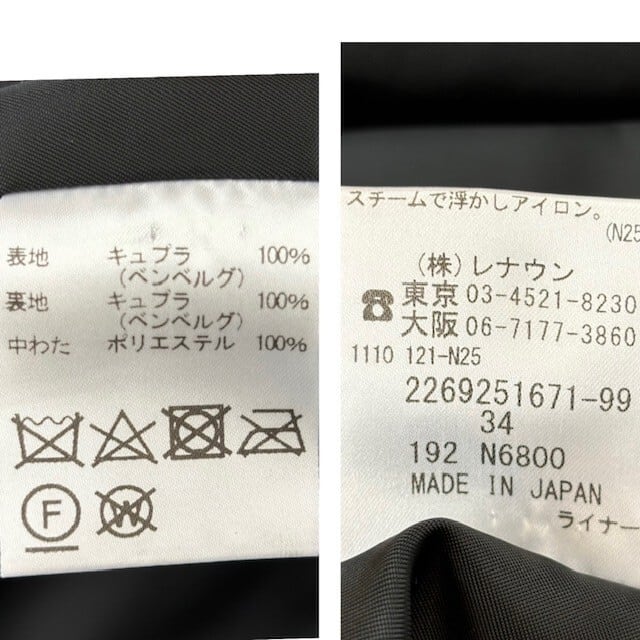 表地 キュプラ 100%
(ベンベルグ)
裏地 キュプラ 100%
(ベンベルグ)
中わた ポリエステル 100%
F
W
スチームで浮かしアイロン。
(N25
(株)レナウン
☎東京 03-4521-8230
大阪 06-7177-3860
1110 121-N25
2269251671-99
34
192 N6800
MADE IN JAPAN
ライナー